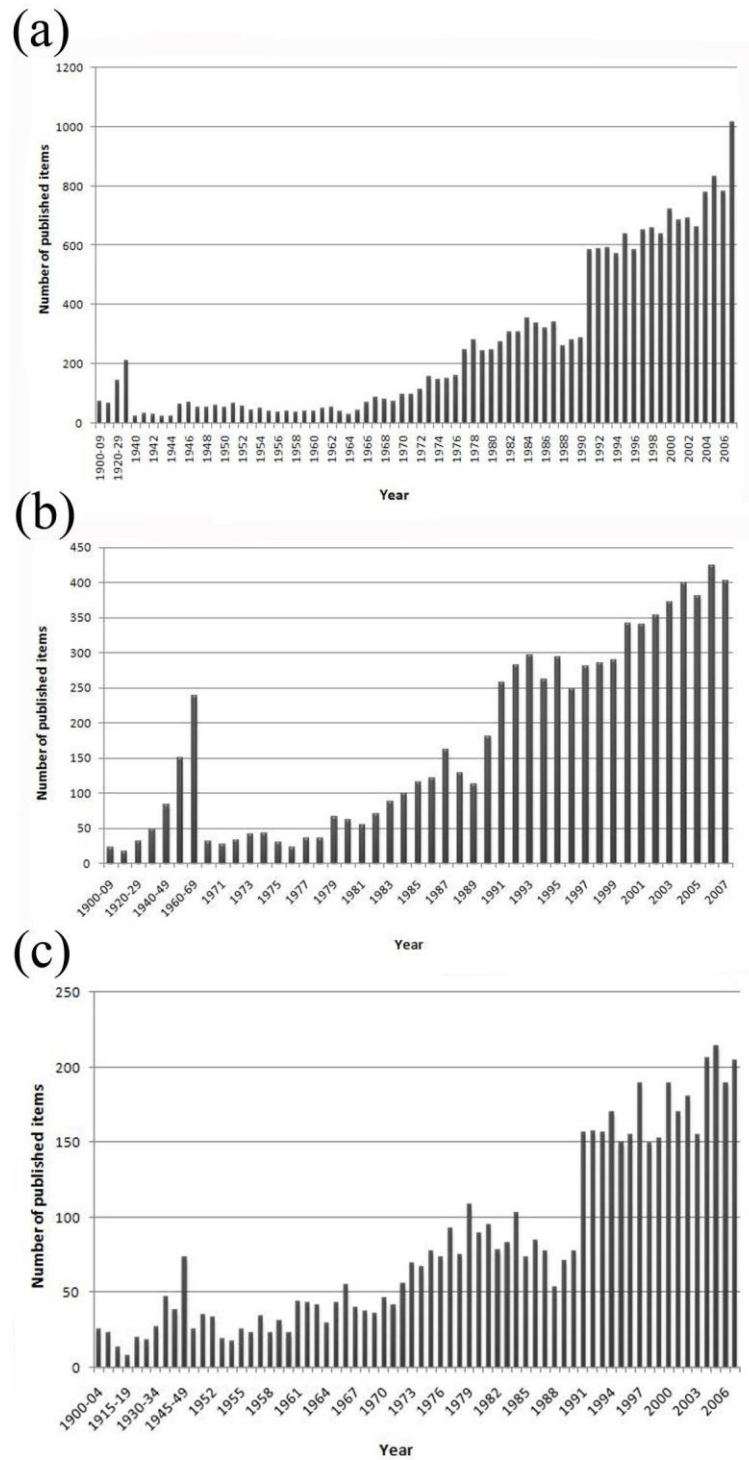 (a)
1200
1000
800
600
400
200
0
Number of published items
1900-09 1920-29 1940 1942 1944 1946 1948 1950 1952 1954 1956 1958 1960 1962 1964 1966 1968 1970 1972 1974 1976 1978 1980 1982 1984 1986 1988 1990 1992 1994 1996 1998 2000 2002 2004 2006
Year
(b)
450
400
350
300
250
200
150
100
50
0
Number of published items
1900-09 1920-29 1940-49 1960-69 1971 1973 1975 1977 1979 1981 1983 1985 1987 1989 1991 1993 1995 1997 1999 2001 2003 2005 2007
Year
(c)
250
200
150
100
50
0
Number of published items
1900-04 1915-19 1930-34 1945-49 1952 1955 1958 1961 1964 1967 1970 1973 1976 1979 1982 1985 1988 1991 1994 1997 2000 2003 2006
Year